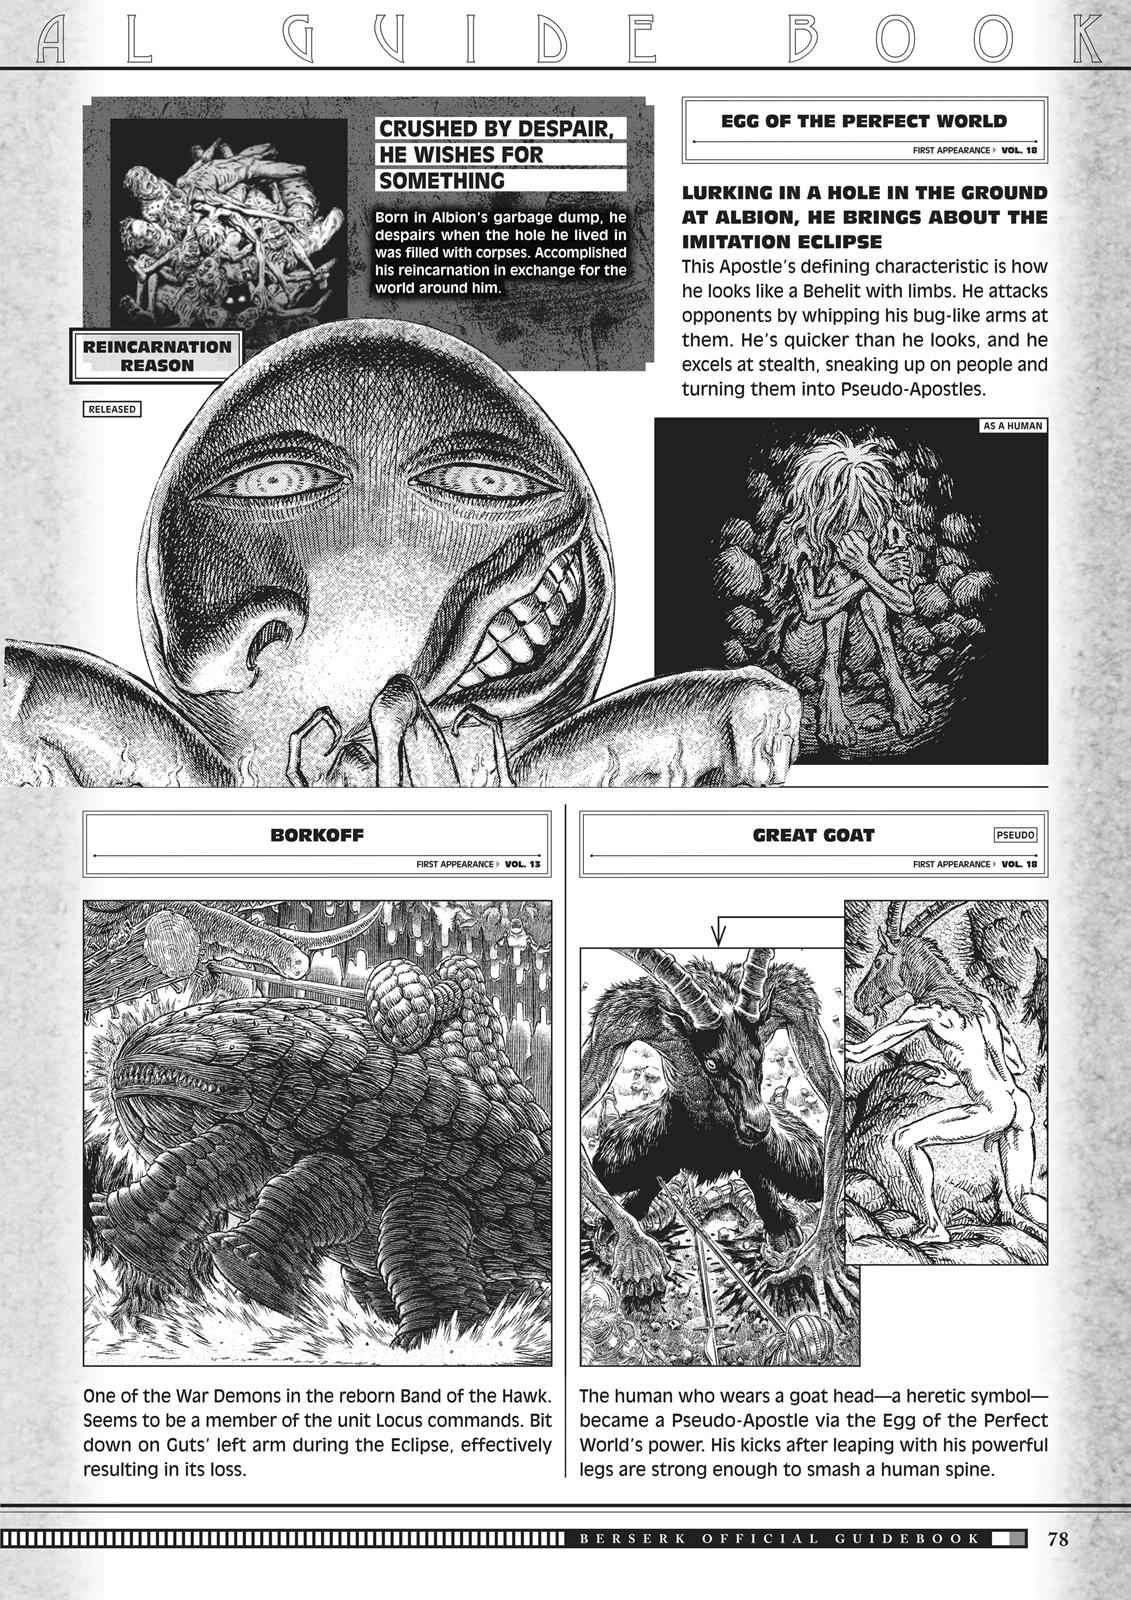 AL GUIDE BOOK
CRUSHED BY DESPAIR,
HE WISHES FOR
SOMETHING
Born in Albion's garbage dump, he
despairs when the hole he lived in
was filled with corpses. Accomplished
his reincarnation in exchange for the
world around him.
REINCARNATION
REASON
RELEASED
EGG OF THE PERFECT WORLD
FIRST APPEARANCE VOL. 18
LURKING IN A HOLE IN THE GROUND
AT ALBION, HE BRINGS ABOUT THE
IMITATION ECLIPSE
This Apostle's defining characteristic is how
he looks like a Behelit with limbs. He attacks
opponents by whipping his bug-like arms at
them. He's quicker than he looks, and he
excels at stealth, sneaking up on people and
turning them into Pseudo-Apostles.
AS A HUMAN
BORKOFF
FIRST APPEARANCE VOL. 13
One of the War Demons in the reborn Band of the Hawk.
Seems to be a member of the unit Locus commands. Bit
down on Guts' left arm during the Eclipse, effectively
resulting in its loss.
GREAT GOAT
PSEUDO
FIRST APPEARANCE VOL. 18
The human who wears a goat head—a heretic symbol—
became a Pseudo-Apostle via the Egg of the Perfect
World's power. His kicks after leaping with his powerful
legs are strong enough to smash a human spine.
BERSERK OFFICIAL GUIDEBOOK
78